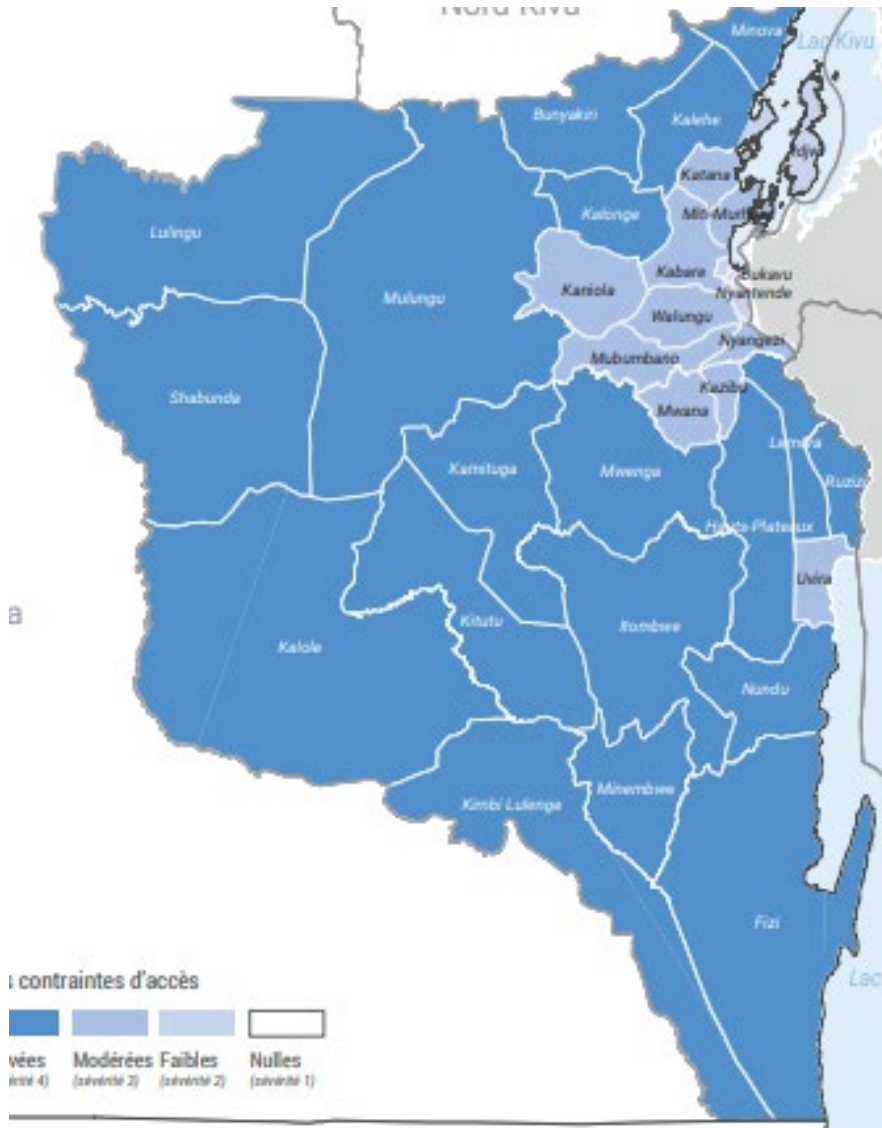 Nord-Kivu
Minova
Lac Kivu
Bunyakiri
Kalehe
Katana
Idjwi
Kalonge
Lulingu
Kabare
Bukavu
Kaniola
Nyantende
Mulungu
Walungu
Nyangezi
Mubumbano
Kaziba
Shabunda
Mwana
Kamituga
Mwenga
Lemera
Ruzizi
Hauts-Plateaux
Uvira
a
Kitutu
Itombwe
Kalole
Nundu
Minembwe
Kimbi Lulenge
Fizi
s contraintes d'accès
Lac
vées
Modérées
Faibles
Nulles
(sévérité 3)
(sévérité 2)
(sévérité 1)